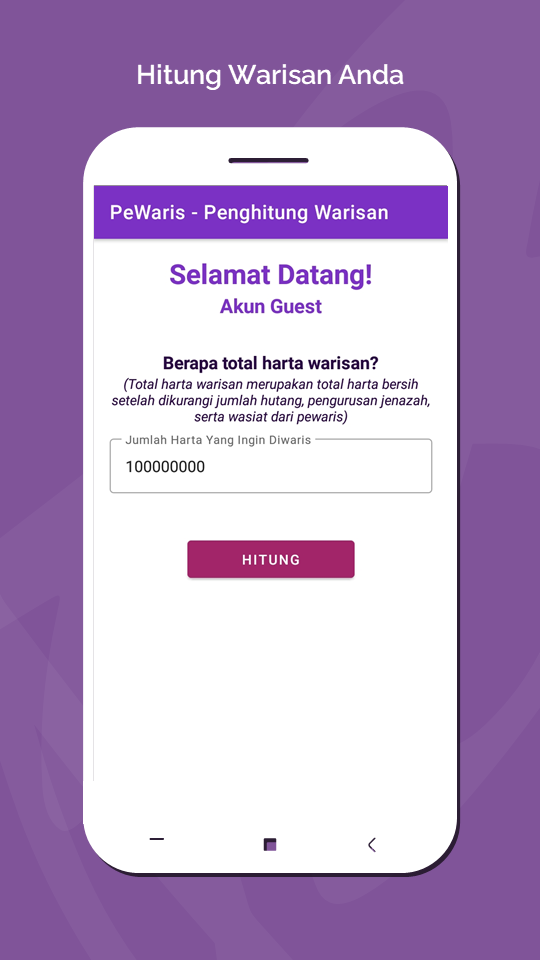 Hitung Warisan Anda
PeWaris - Penghitung Warisan
Selamat Datang!
Akun Guest
Berapa total harta warisan?
(Total harta warisan merupakan total harta bersih
setelah dikurangi jumlah hutang, pengurusan jenazah,
serta wasiat dari pewaris)
Jumlah Harta Yang Ingin Diwaris
100000000
HITUNG